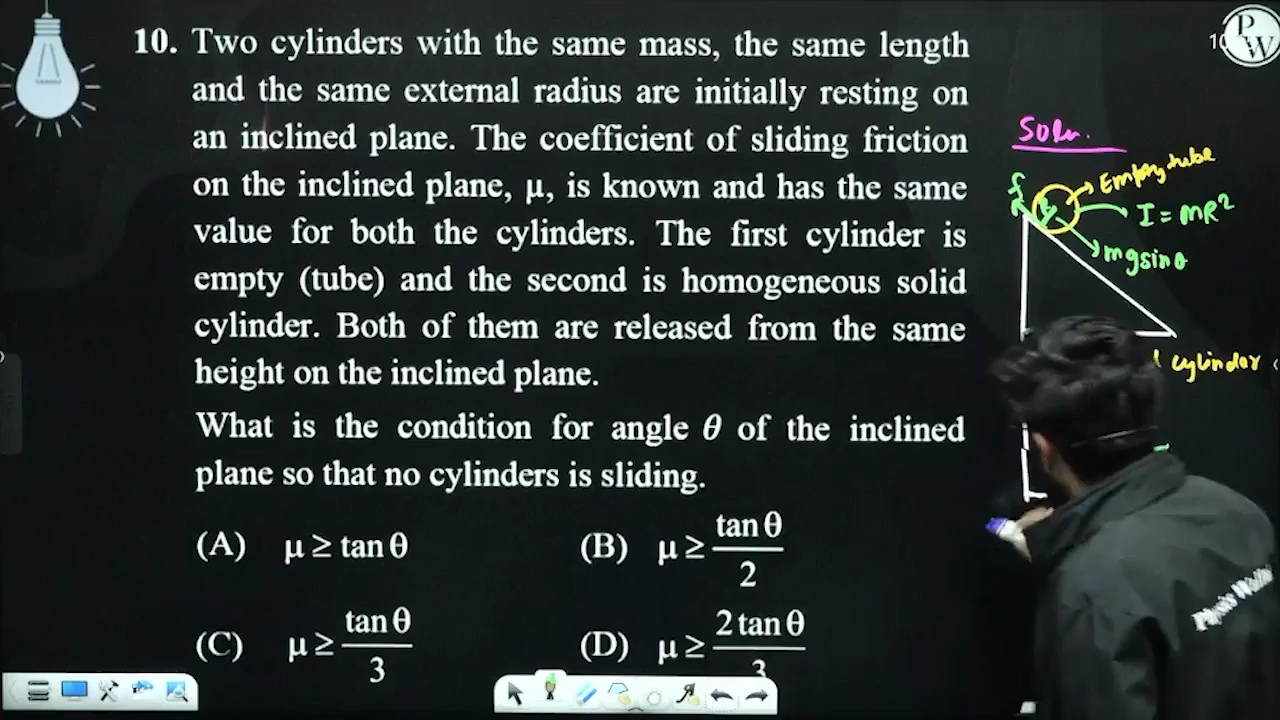 10. Two cylinders with the same mass, the same length
and the same external radius are initially resting on
an inclined plane. The coefficient of sliding friction
on the inclined plane, μ, is known and has the same
value for both the cylinders. The first cylinder is
empty (tube) and the second is homogeneous solid
cylinder. Both of them are released from the same
height on the inclined plane.
What is the condition for angle θ of the inclined
plane so that no cylinders is sliding.
(A) μ ≥ tan θ (B) μ ≥ tan θ / 2
(C) μ ≥ tan θ / 3 (D) μ ≥ 2 tan θ / 3
PW
Soln.
f
Empty tube
I = MR²
mg sin θ
cylinder
Physics Wallah